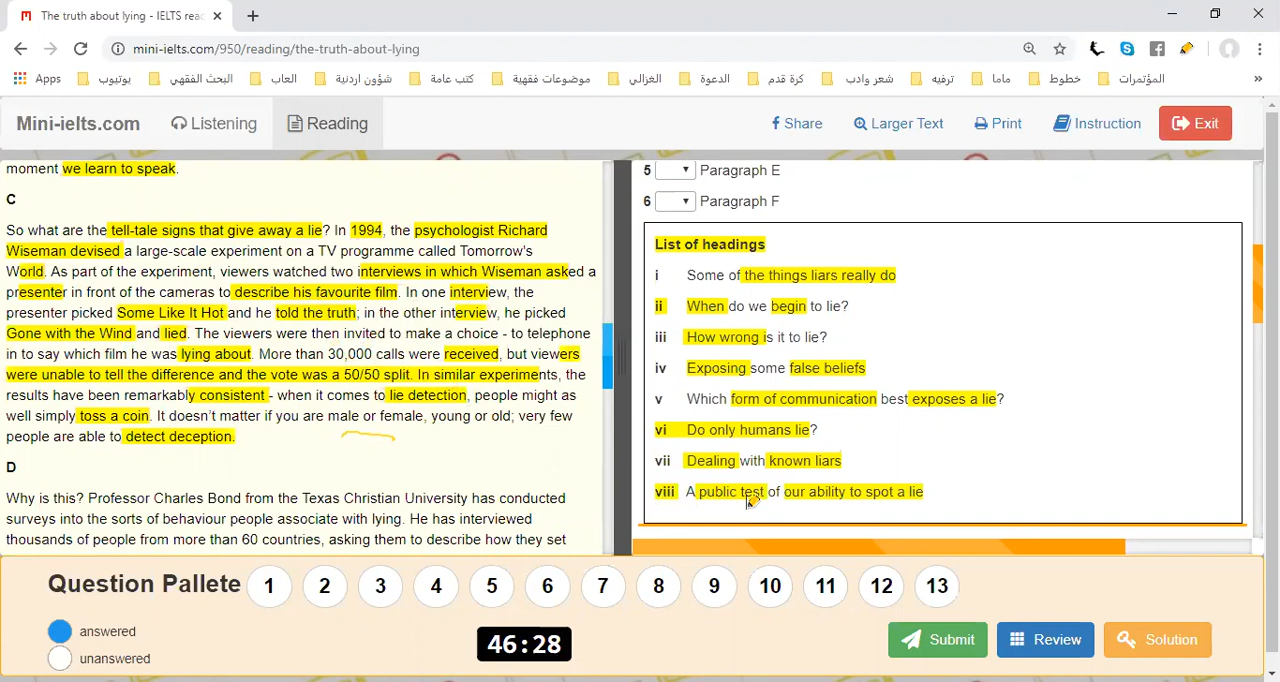 The truth about lying - IELTS rea
mini-ielts.com/950/reading/the-truth-about-lying
Apps يوتيوب البحث الفقهي العاب شؤون اردنية كتب عامة موضوعات فقهية الغزالي الدعوة كرة قدم شعر وادب ترفيه ماما خطوط المؤتمرات »
Mini-ielts.com Listening Reading Share Larger Text Print Instruction Exit
moment we learn to speak.
C
So what are the tell-tale signs that give away a lie? In 1994, the psychologist Richard
Wiseman devised a large-scale experiment on a TV programme called Tomorrow's
World. As part of the experiment, viewers watched two interviews in which Wiseman asked a
presenter in front of the cameras to describe his favourite film. In one interview, the
presenter picked Some Like It Hot and he told the truth; in the other interview, he picked
Gone with the Wind and lied. The viewers were then invited to make a choice - to telephone
in to say which film he was lying about. More than 30,000 calls were received, but viewers
were unable to tell the difference and the vote was a 50/50 split. In similar experiments, the
results have been remarkably consistent - when it comes to lie detection, people might as
well simply toss a coin. It doesn't matter if you are male or female, young or old; very few
people are able to detect deception.
D
Why is this? Professor Charles Bond from the Texas Christian University has conducted
surveys into the sorts of behaviour people associate with lying. He has interviewed
thousands of people from more than 60 countries, asking them to describe how they set
5 Paragraph E
6 Paragraph F
List of headings
i Some of the things liars really do
ii When do we begin to lie?
iii How wrong is it to lie?
iv Exposing some false beliefs
v Which form of communication best exposes a lie?
vi Do only humans lie?
vii Dealing with known liars
viii A public test of our ability to spot a lie
Question Pallete 1 2 3 4 5 6 7 8 9 10 11 12 13
answered
unanswered
46:28
Submit Review Solution